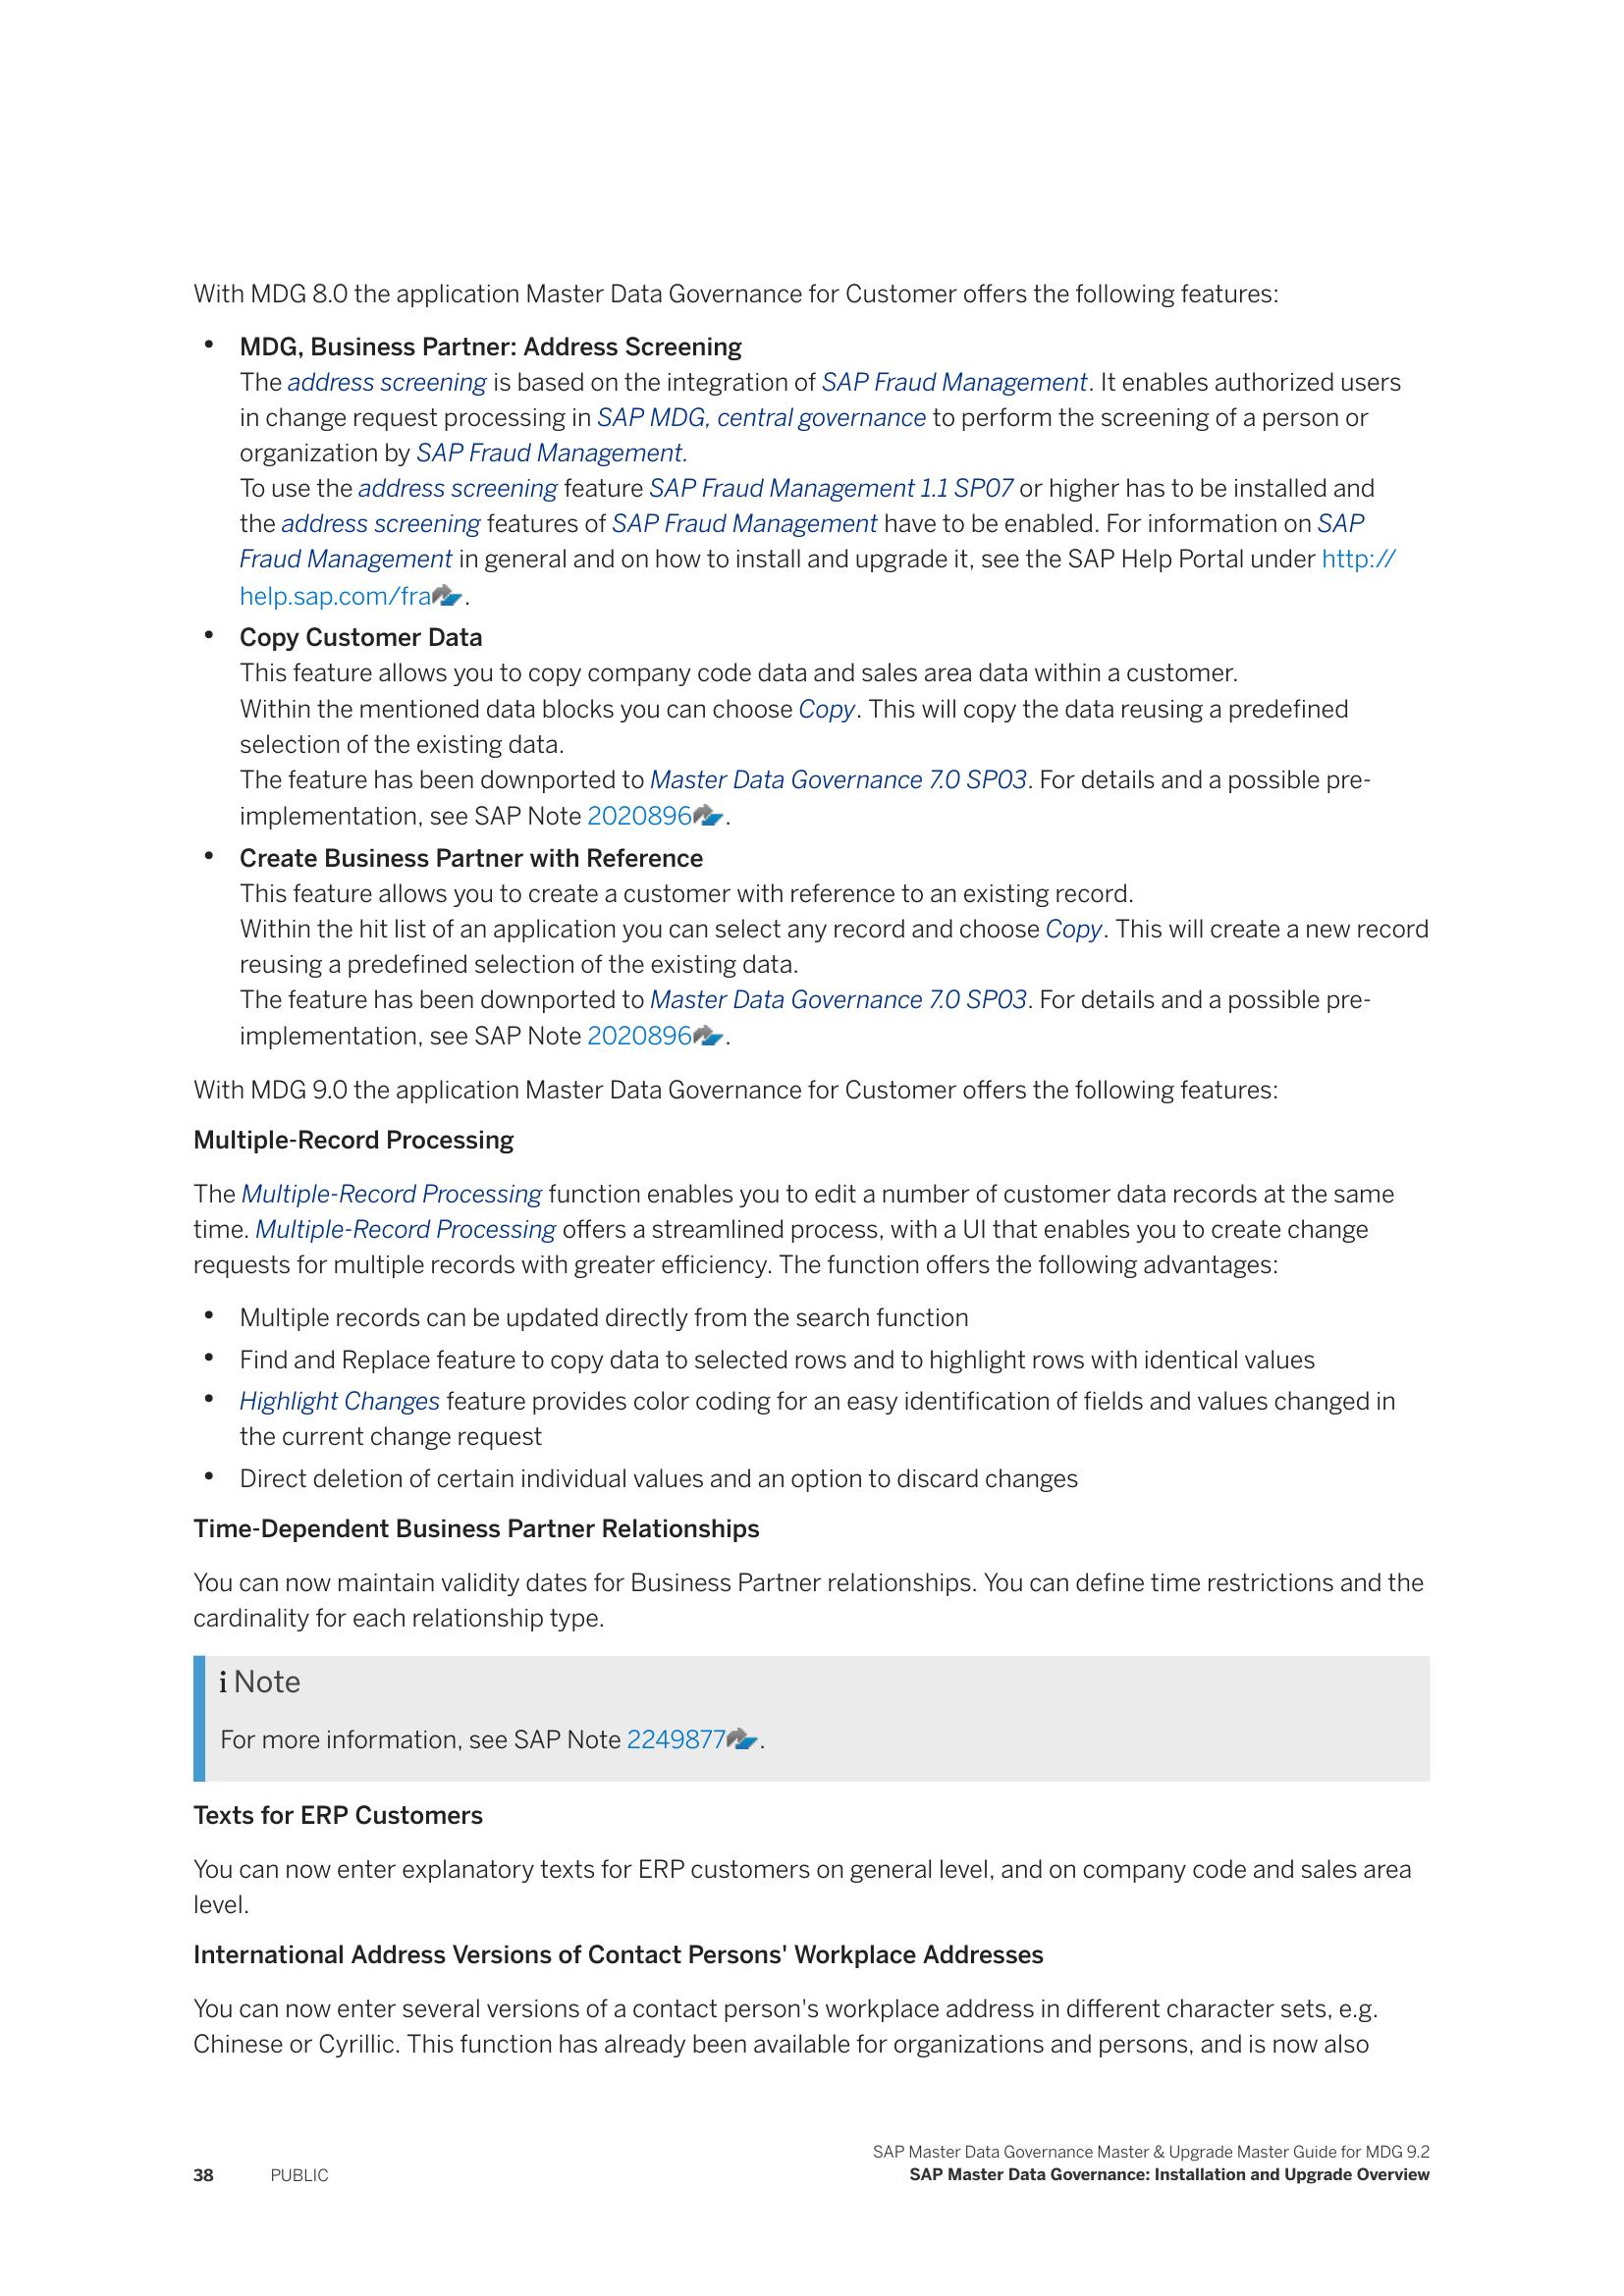 With MDG 8.0 the application Master Data Governance for Customer offers the following features:
• MDG, Business Partner: Address Screening
The address screening is based on the integration of SAP Fraud Management. It enables authorized users
in change request processing in SAP MDG, central governance to perform the screening of a person or
organization by SAP Fraud Management.
To use the address screening feature SAP Fraud Management 1.1 SP07 or higher has to be installed and
the address screening features of SAP Fraud Management have to be enabled. For information on SAP
Fraud Management in general and on how to install and upgrade it, see the SAP Help Portal under http://
help.sap.com/fra.
• Copy Customer Data
This feature allows you to copy company code data and sales area data within a customer.
Within the mentioned data blocks you can choose Copy. This will copy the data reusing a predefined
selection of the existing data.
The feature has been downported to Master Data Governance 7.0 SP03. For details and a possible pre-
implementation, see SAP Note 2020896.
• Create Business Partner with Reference
This feature allows you to create a customer with reference to an existing record.
Within the hit list of an application you can select any record and choose Copy. This will create a new record
reusing a predefined selection of the existing data.
The feature has been downported to Master Data Governance 7.0 SP03. For details and a possible pre-
implementation, see SAP Note 2020896.
With MDG 9.0 the application Master Data Governance for Customer offers the following features:
Multiple-Record Processing
The Multiple-Record Processing function enables you to edit a number of customer data records at the same
time. Multiple-Record Processing offers a streamlined process, with a UI that enables you to create change
requests for multiple records with greater efficiency. The function offers the following advantages:
• Multiple records can be updated directly from the search function
• Find and Replace feature to copy data to selected rows and to highlight rows with identical values
• Highlight Changes feature provides color coding for an easy identification of fields and values changed in
the current change request
• Direct deletion of certain individual values and an option to discard changes
Time-Dependent Business Partner Relationships
You can now maintain validity dates for Business Partner relationships. You can define time restrictions and the
cardinality for each relationship type.
i Note
For more information, see SAP Note 2249877.
Texts for ERP Customers
You can now enter explanatory texts for ERP customers on general level, and on company code and sales area
level.
International Address Versions of Contact Persons' Workplace Addresses
You can now enter several versions of a contact person's workplace address in different character sets, e.g.
Chinese or Cyrillic. This function has already been available for organizations and persons, and is now also
SAP Master Data Governance Master & Upgrade Master Guide for MDG 9.2
38 PUBLIC SAP Master Data Governance: Installation and Upgrade Overview